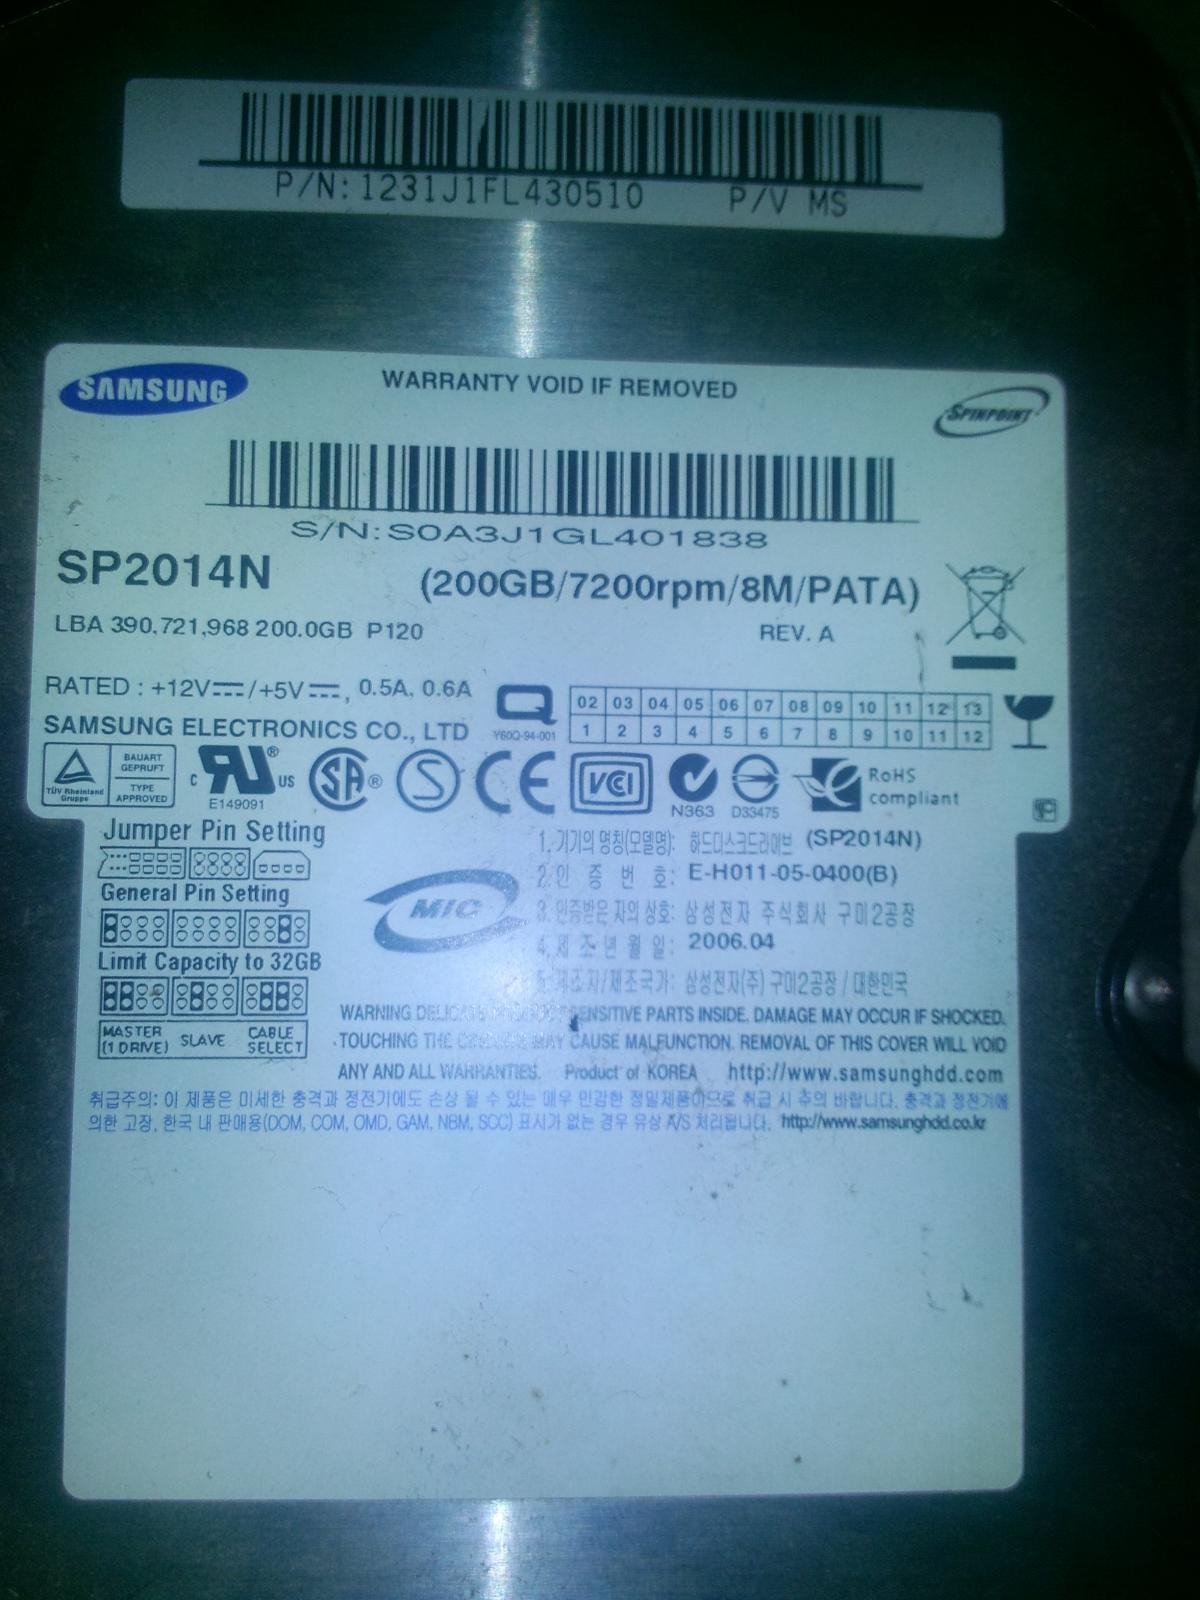 P/N: 1231J1FL430510 P/V MS
SAMSUNG
WARRANTY VOID IF REMOVED
SPINPOINT
S/N: S0A3J1GL401838
SP2014N (200GB/7200rpm/8M/PATA)
LBA 390,721,968 200.0GB P120 REV. A
RATED : +12V /+5V , 0.5A, 0.6A
SAMSUNG ELECTRONICS CO., LTD
Q
Y60Q-94-001
02 03 04 05 06 07 08 09 10 11 12 13
1 2 3 4 5 6 7 8 9 10 11 12
TÜV Rheinland Gruppe
BAUART GEPRUFT
TYPE APPROVED
C RU ® US
E149091
SA ®
S
CE
VCI
N363
D33475
RoHS compliant
Jumper Pin Setting
General Pin Setting
Limit Capacity to 32GB
MASTER (1 DRIVE) SLAVE CABLE SELECT
MIC
1. 기기의 명칭(모델명): 하드디스크드라이브 (SP2014N)
2. 인 증 번 호: E-H011-05-0400(B)
3. 인증받은 자의 상호: 삼성전자 주식회사 구미2공장
4. 제 조 년 월 일: 2006.04
5. 제조자/제조국가: 삼성전자(주) 구미2공장 / 대한민국
WARNING SENSITIVE PARTS INSIDE. DAMAGE MAY OCCUR IF SHOCKED.
TOUCHING THE MAY CAUSE MALFUNCTION. REMOVAL OF THIS COVER WILL VOID
ANY AND ALL WARRANTIES. Product of KOREA http://www.samsunghdd.com
취급주의: 이 제품은 미세한 충격과 정전기에도 손상 될 수 있는 매우 민감한 정밀제품이므로 취급 시 주의 바랍니다. 충격과 정전기에
의한 고장, 한국 내 판매용(DOM, COM, OMD, GAM, NBM, SCC) 표시가 없는 경우 유상 A/S 처리됩니다. http://www.samsunghdd.co.kr